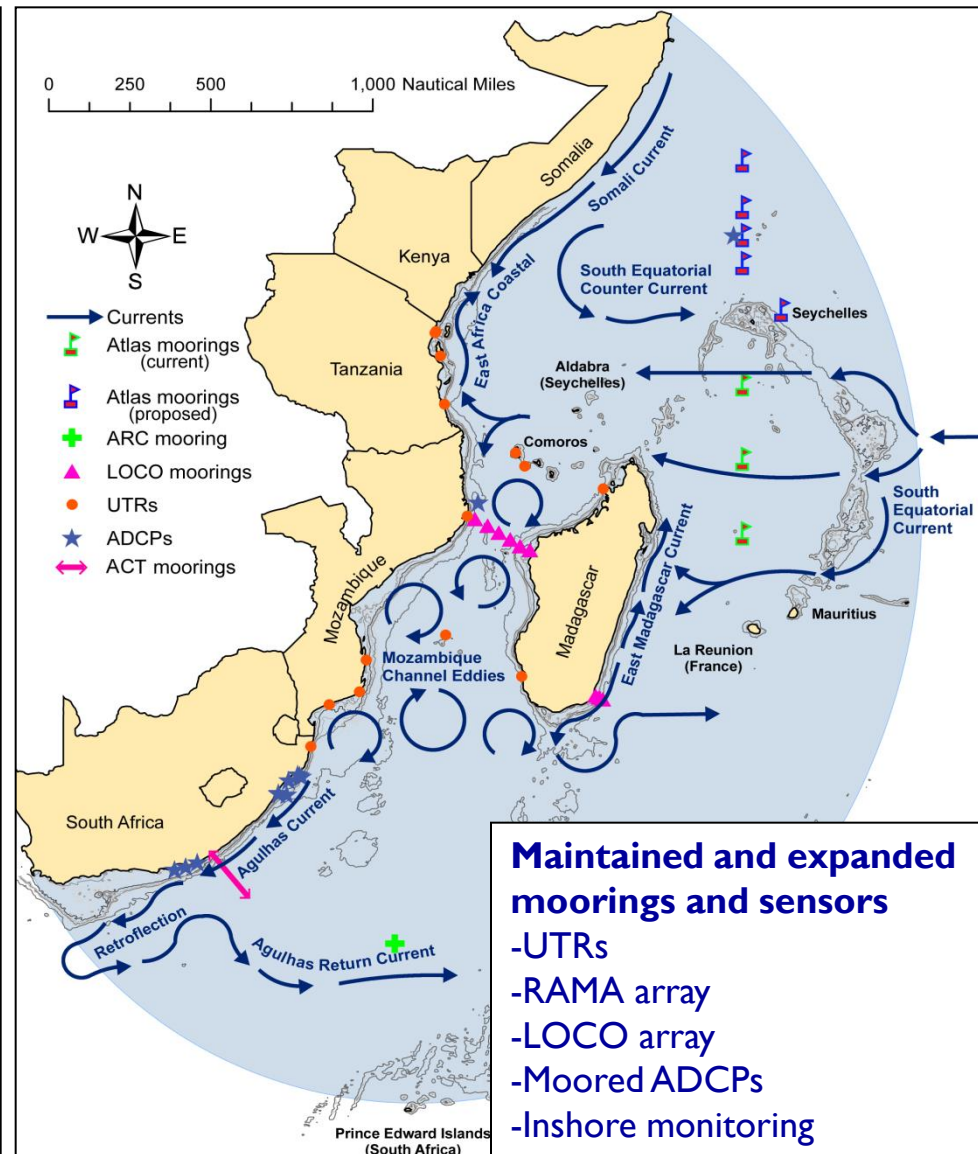 0 250 500 1,000 Nautical Miles
N
W E
S
Currents
Atlas moorings
(current)
Atlas moorings
(proposed)
ARC mooring
LOCO moorings
UTRs
ADCPs
ACT moorings
Somalia
Somali Current
Kenya
South Equatorial
Counter Current
Seychelles
East Africa Coastal
Tanzania
Aldabra
(Seychelles)
Comoros
South
Equatorial
Current
Mozambique
Madagascar
East Madagascar Current
Mauritius
La Reunion
(France)
Mozambique
Channel Eddies
South Africa
Agulhas Current
Retroflection
Agulhas Return Current
Prince Edward Islands
(South Africa)
Maintained and expanded
moorings and sensors
-UTRs
-RAMA array
-LOCO array
-Moored ADCPs
-Inshore monitoring